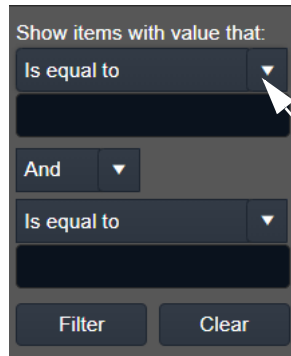 Show items with value that:
Is equal to
And
Is equal to
Filter Clear